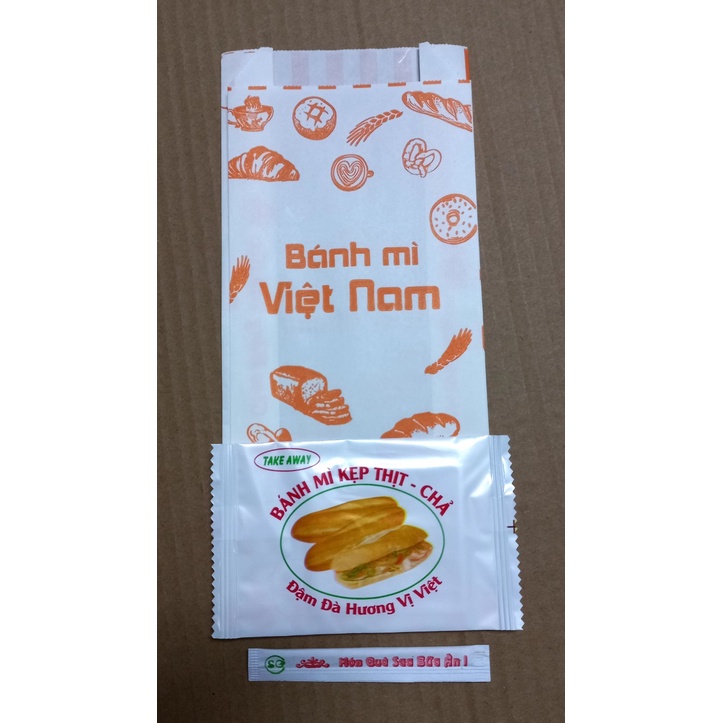 Bánh mì
Việt Nam
TAKE AWAY
BÁNH MÌ KẸP THỊT - CHẢ
Đậm Đà Hương Vị Việt
Món Quà Sau Bữa Ăn !